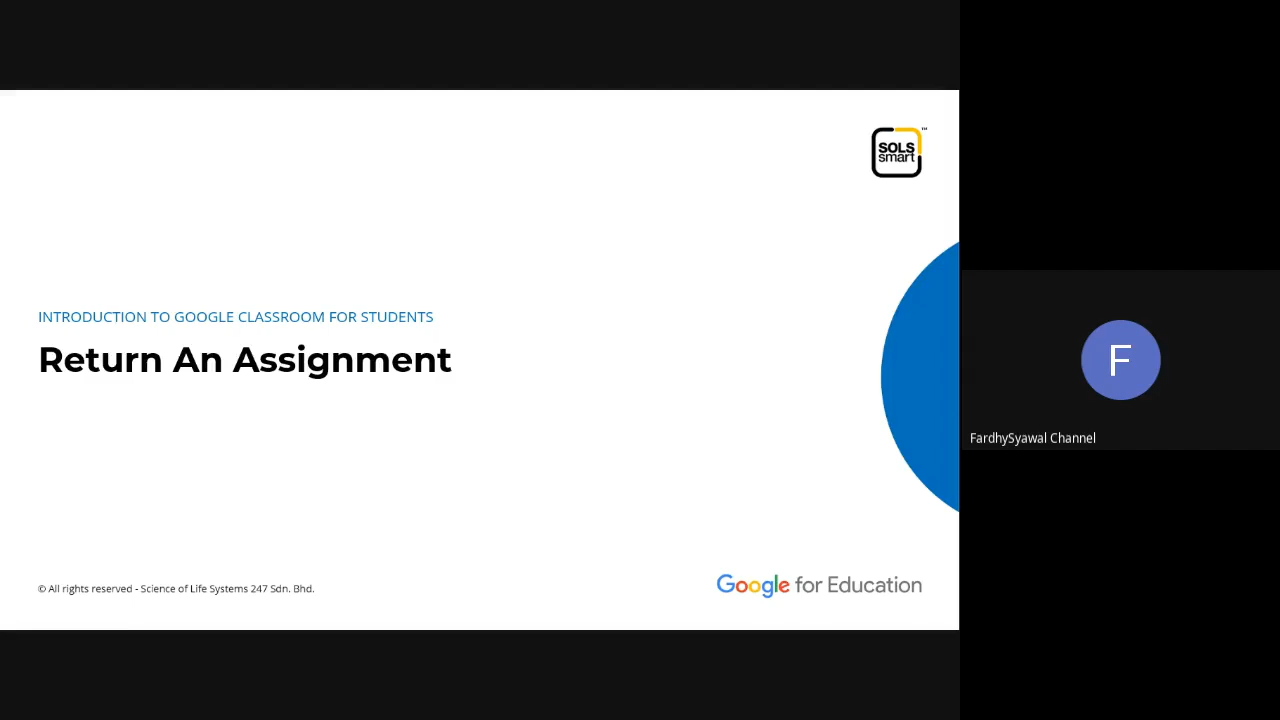 SOLS
smart
INTRODUCTION TO GOOGLE CLASSROOM FOR STUDENTS
Return An Assignment
F
FardhySyawal Channel
© All rights reserved - Science of Life Systems 247 Sdn. Bhd.
Google for Education